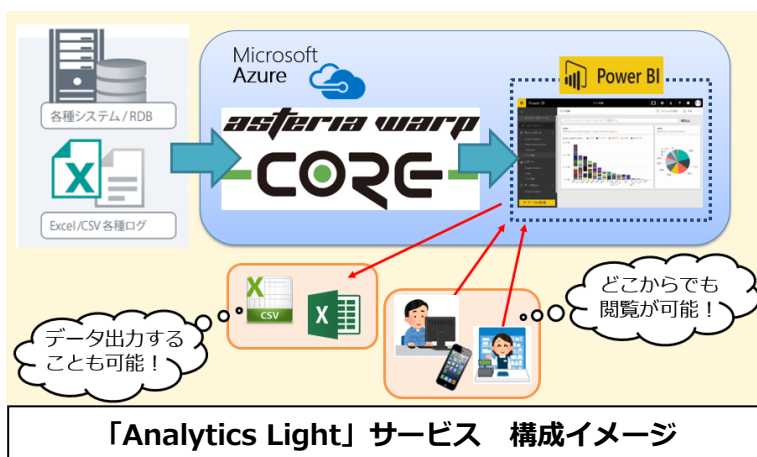 Microsoft
Azure
Power BI
各種システム / RDB
asteria warp
CORE
Excel /CSV 各種ログ
どこからでも
閲覧が可能！
CSV
データ出力する
ことも可能！
「Analytics Light」サービス　構成イメージ